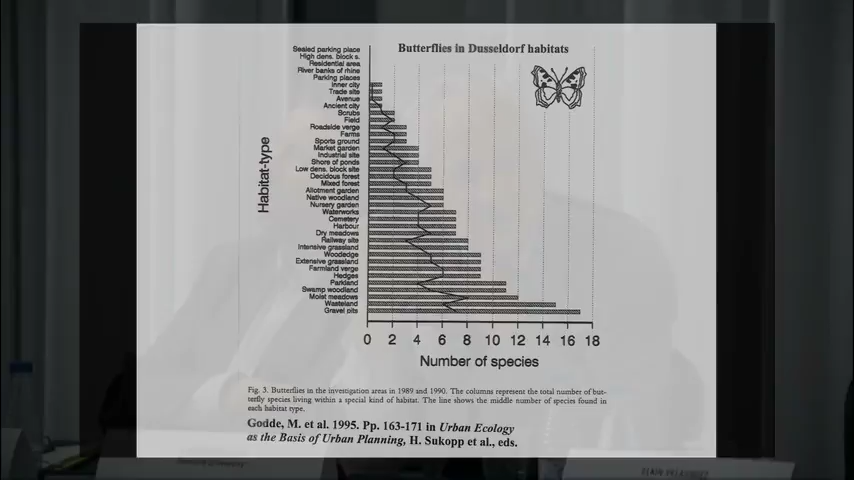 Butterflies in Dusseldorf habitats
Habitat-type
Sealed parking place
High dens. block s.
Residential area
River banks of rhine
Parking places
Inner city
Trade site
Avenue
Ancient city
Scrubs
Field
Roadside verge
Farms
Sports ground
Market garden
Industrial site
Shore of ponds
Low dens. block site
Decidous forest
Mixed forest
Allotment garden
Native woodland
Nursery garden
Waterworks
Cemetery
Harbour
Dry meadows
Railway site
Intensive grassland
Woodedge
Extensive grassland
Farmland verge
Hedges
Parkland
Swamp woodland
Moist meadows
Wasteland
Gravel pits
0 2 4 6 8 10 12 14 16 18
Number of species
Fig. 3. Butterflies in the investigation areas in 1989 and 1990. The columns represent the total number of but-
terfly species living within a special kind of habitat. The line shows the middle number of species found in
each habitat type.
Godde, M. et al. 1995. Pp. 163-171 in Urban Ecology
as the Basis of Urban Planning, H. Sukopp et al., eds.